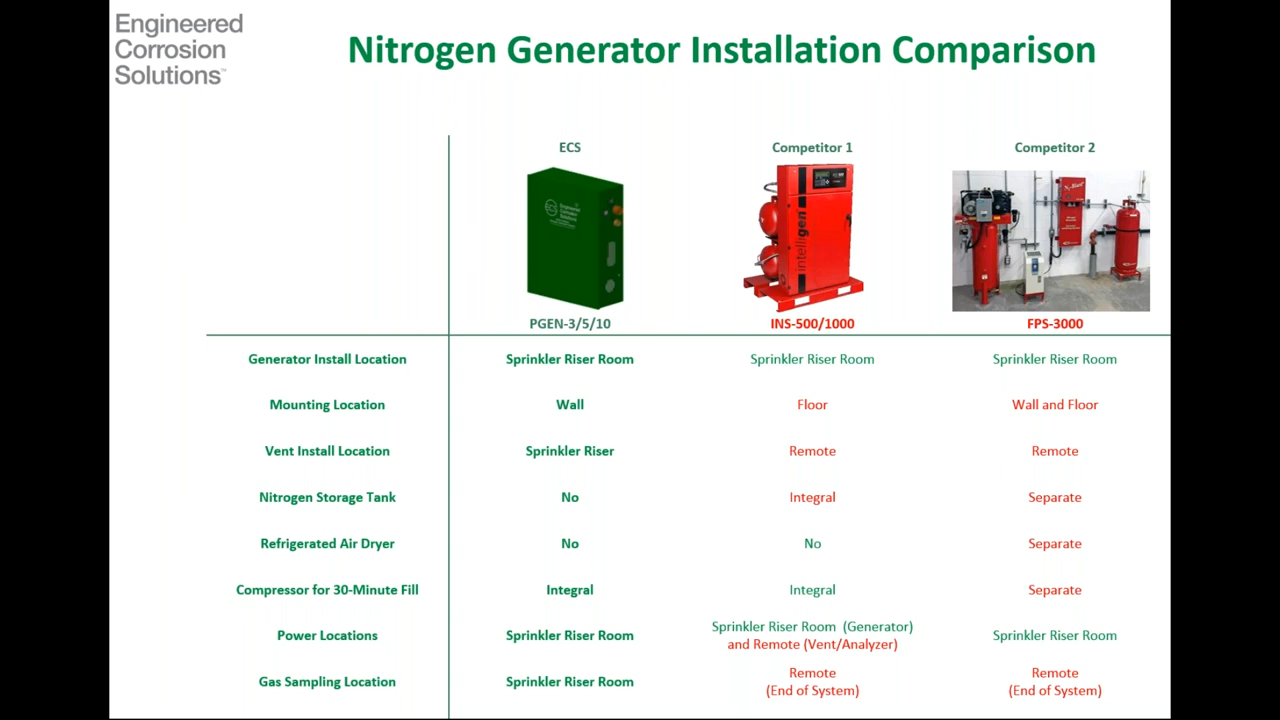 Engineered
Corrosion
Solutions™
Nitrogen Generator Installation Comparison
ECS
Competitor 1
Competitor 2
ECS Engineered
Corrosion
Solutions
intelligen
PGEN-3/5/10
INS-500/1000
FPS-3000
Generator Install Location
Sprinkler Riser Room
Sprinkler Riser Room
Sprinkler Riser Room
Mounting Location
Wall
Floor
Wall and Floor
Vent Install Location
Sprinkler Riser
Remote
Remote
Nitrogen Storage Tank
No
Integral
Separate
Refrigerated Air Dryer
No
No
Separate
Compressor for 30-Minute Fill
Integral
Integral
Separate
Power Locations
Sprinkler Riser Room
Sprinkler Riser Room (Generator)
and Remote (Vent/Analyzer)
Sprinkler Riser Room
Gas Sampling Location
Sprinkler Riser Room
Remote
(End of System)
Remote
(End of System)